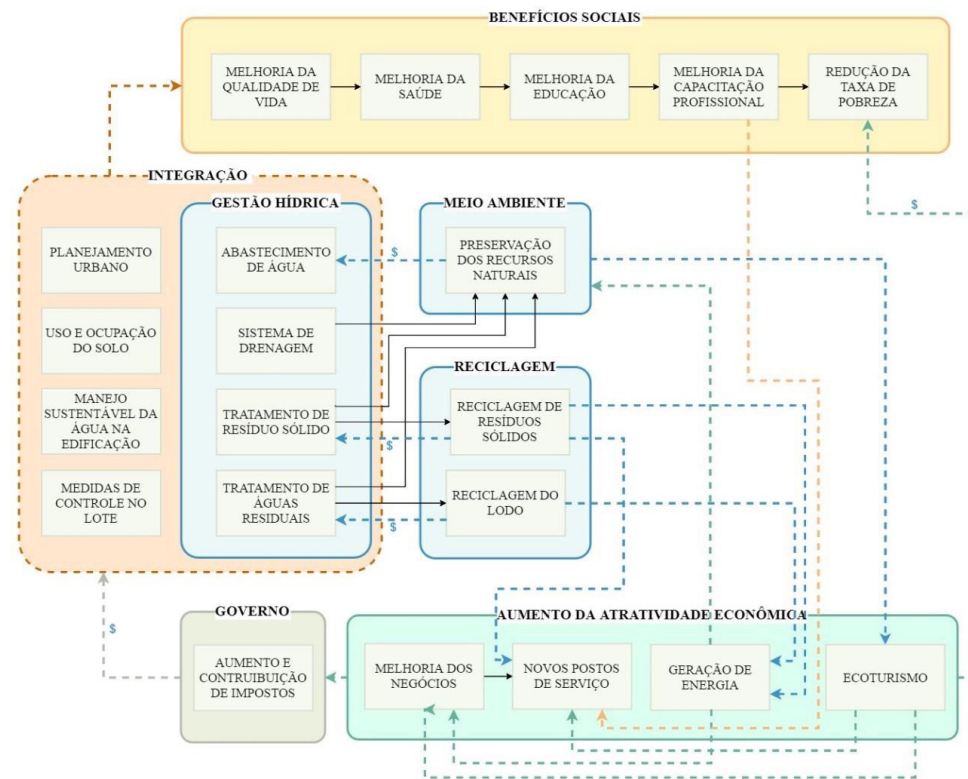 BENEFÍCIOS SOCIAIS
MELHORIA DA
QUALIDADE DE
VIDA
MELHORIA DA
SAÚDE
MELHORIA DA
EDUCAÇÃO
MELHORIA DA
CAPACITAÇÃO
PROFISSIONAL
REDUÇÃO DA
TAXA DE
POBREZA
$
INTEGRAÇÃO
PLANEJAMENTO
URBANO
USO E OCUPAÇÃO
DO SOLO
MANEJO
SUSTENTÁVEL DA
ÁGUA NA
EDIFICAÇÃO
MEDIDAS DE
CONTROLE NO
LOTE
GESTÃO HÍDRICA
ABASTECIMENTO
DE ÁGUA
SISTEMA DE
DRENAGEM
TRATAMENTO DE
RESÍDUO SÓLIDO
TRATAMENTO DE
ÁGUAS
RESIDUAIS
$
$
$
MEIO AMBIENTE
PRESERVAÇÃO
DOS RECURSOS
NATURAIS
RECICLAGEM
RECICLAGEM DE
RESÍDUOS
SÓLIDOS
RECICLAGEM DO
LODO
$
GOVERNO
AUMENTO E
CONTRUIBUIÇÃO
DE IMPOSTOS
AUMENTO DA ATRATIVIDADE ECONÔMICA
MELHORIA DOS
NEGÓCIOS
NOVOS POSTOS
DE SERVIÇO
GERAÇÃO DE
ENERGIA
ECOTURISMO